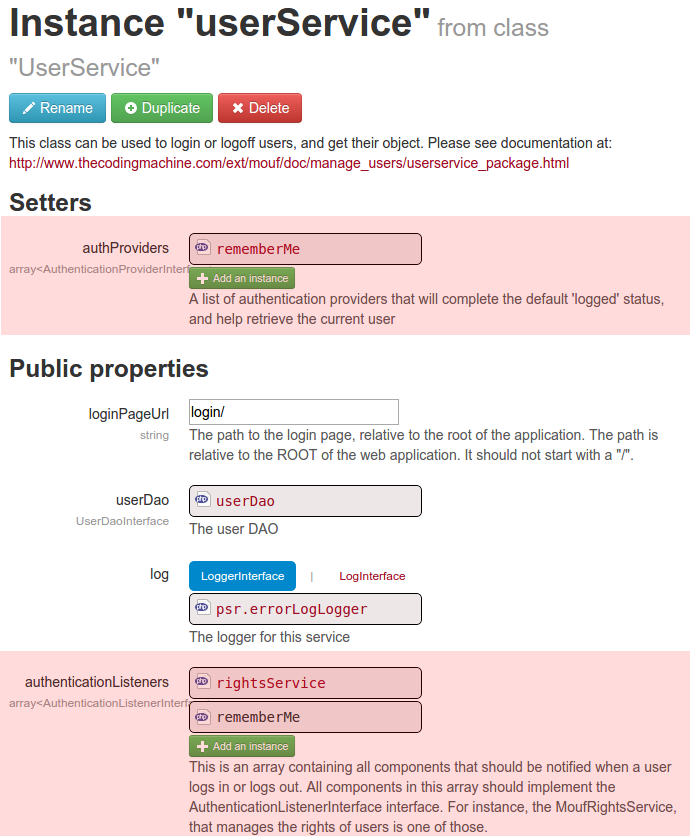 Instance "userService" from class
"UserService"
Rename Duplicate Delete
This class can be used to login or logoff users, and get their object. Please see documentation at:
http://www.thecodingmachine.com/ext/mouf/doc/manage_users/userservice_package.html
Setters
authProviders php rememberMe
array<AuthenticationProviderInterf
Add an instance
A list of authentication providers that will complete the default 'logged' status,
and help retrieve the current user
Public properties
loginPageUrl login/
string
The path to the login page, relative to the root of the application. The path is
relative to the ROOT of the web application. It should not start with a "/".
userDao php userDao
UserDaoInterface
The user DAO
log LoggerInterface | LogInterface
php psr.errorLogLogger
The logger for this service
authenticationListeners php rightsService
array<AuthenticationListenerInterfa
php rememberMe
Add an instance
This is an array containing all components that should be notified when a user
logs in or logs out. All components in this array should implement the
AuthenticationListenerInterface interface. For instance, the MoufRightsService,
that manages the rights of users is one of those.